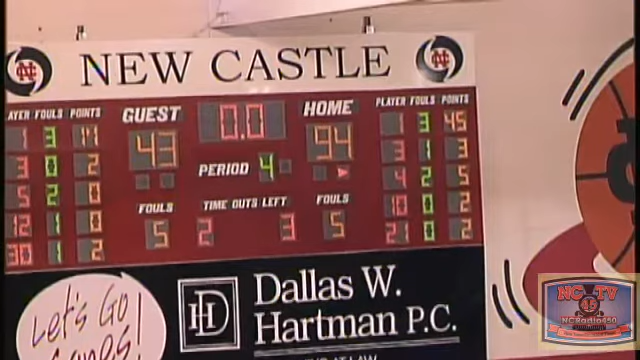 NEW CASTLE
AYER FOULS POINTS GUEST 0.0 HOME PLAYER FOULS POINTS
1 3 43 94 1 3 45
3 0 2 PERIOD 4 3 1 3
5 2 0 4 2 5
FOULS TIME OUTS LEFT FOULS
12 1 0 5 2 3 5 10 0 2
30 1 2 21 0 2
Let's Go
Dallas W.
Hartman P.C.
HD
NC TV
45
NCRadio450